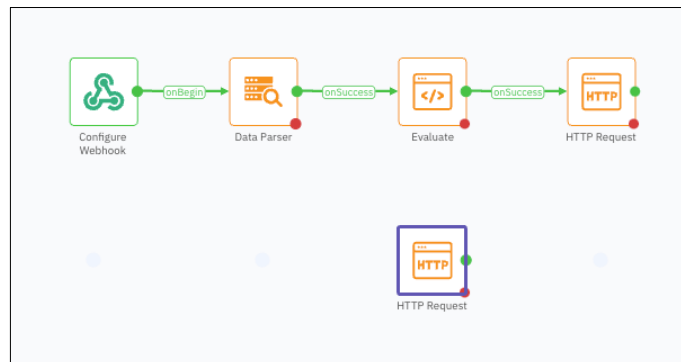 onBegin
onSuccess
</>
onSuccess
HTTP
Configure
Webhook
Data Parser
Evaluate
HTTP Request
HTTP
HTTP Request